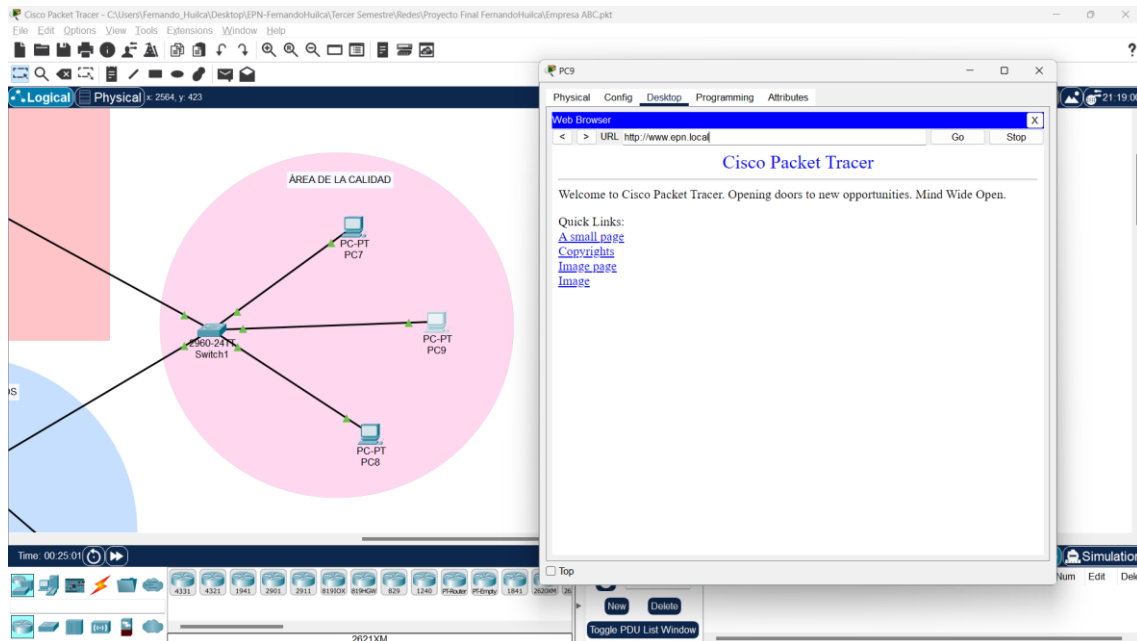 Cisco Packet Tracer - C:\Users\Fernando_Huilca\Desktop\EPN-FernandoHuilca\Tercer Semestre\Redes\Proyecto Final FernandoHuilca\Empresa ABC.pkt
File Edit Options View Tools Extensions Window Help
?
Logical Physical x: 2564, y: 423
21:19:00
PC9
Physical Config Desktop Programming Attributes
Web Browser X
< > URL http://www.epn.local Go Stop
Cisco Packet Tracer
Welcome to Cisco Packet Tracer. Opening doors to new opportunities. Mind Wide Open.
Quick Links:
A small page
Copyrights
Image page
Image
Top
ÁREA DE LA CALIDAD
PC-PT
PC7
PC-PT
PC9
2960-24TT
Switch1
PC-PT
PC8
OS
Time: 00:25:01
Simulation
4331 4321 1941 2901 2911 819IOX 819HGW 829 1240 PT-Router PT-Empty 1841 2620XM 26
2621XM
New Delete
Toggle PDU List Window
Num Edit Del